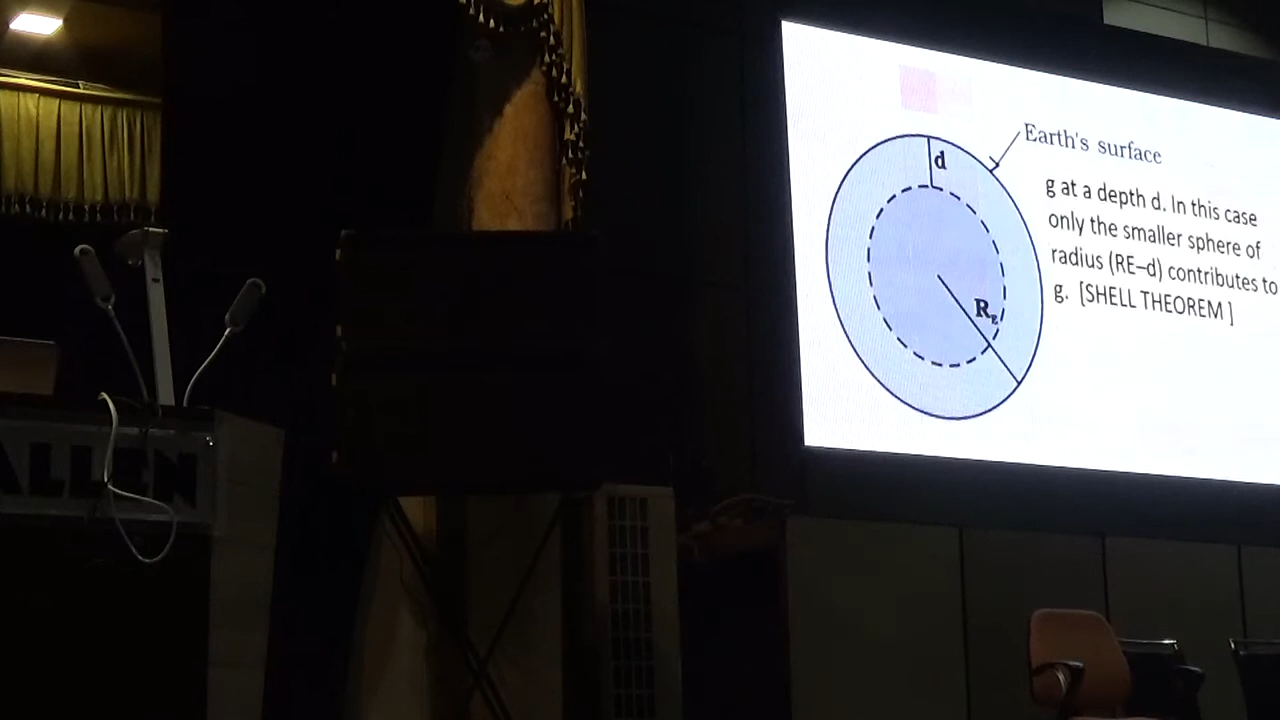 Earth's surface
d
g at a depth d. In this case
only the smaller sphere of
radius (RE–d) contributes to
g. [SHELL THEOREM ]
RE
ALLEN